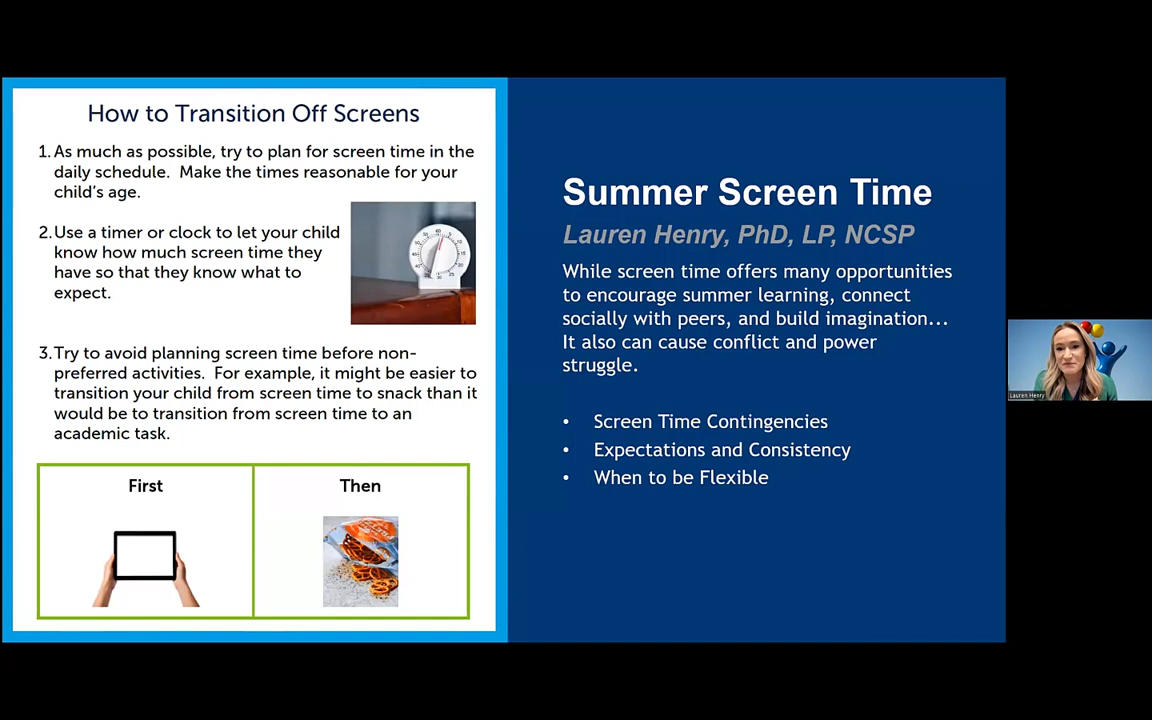 How to Transition Off Screens
1. As much as possible, try to plan for screen time in the
daily schedule. Make the times reasonable for your
child's age.
2. Use a timer or clock to let your child
know how much screen time they
have so that they know what to
expect.
3. Try to avoid planning screen time before non-
preferred activities. For example, it might be easier to
transition your child from screen time to snack than it
would be to transition from screen time to an
academic task.
First
Then
Summer Screen Time
Lauren Henry, PhD, LP, NCSP
While screen time offers many opportunities
to encourage summer learning, connect
socially with peers, and build imagination...
It also can cause conflict and power
struggle.
• Screen Time Contingencies
• Expectations and Consistency
• When to be Flexible
Lauren Henry